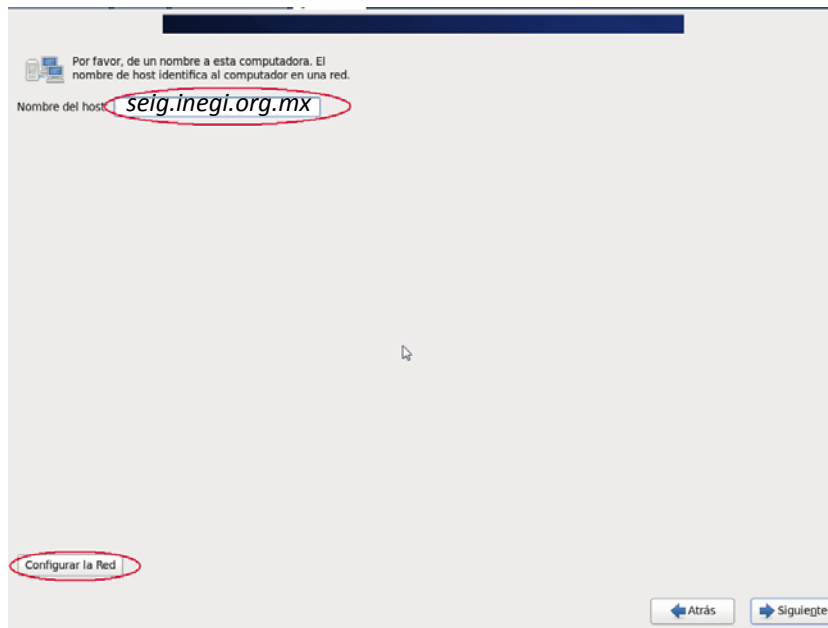 Por favor, de un nombre a esta computadora. El
nombre de host identifica al computador en una red.
Nombre del host: seig.inegi.org.mx
Configurar la Red
Atrás
Siguiente